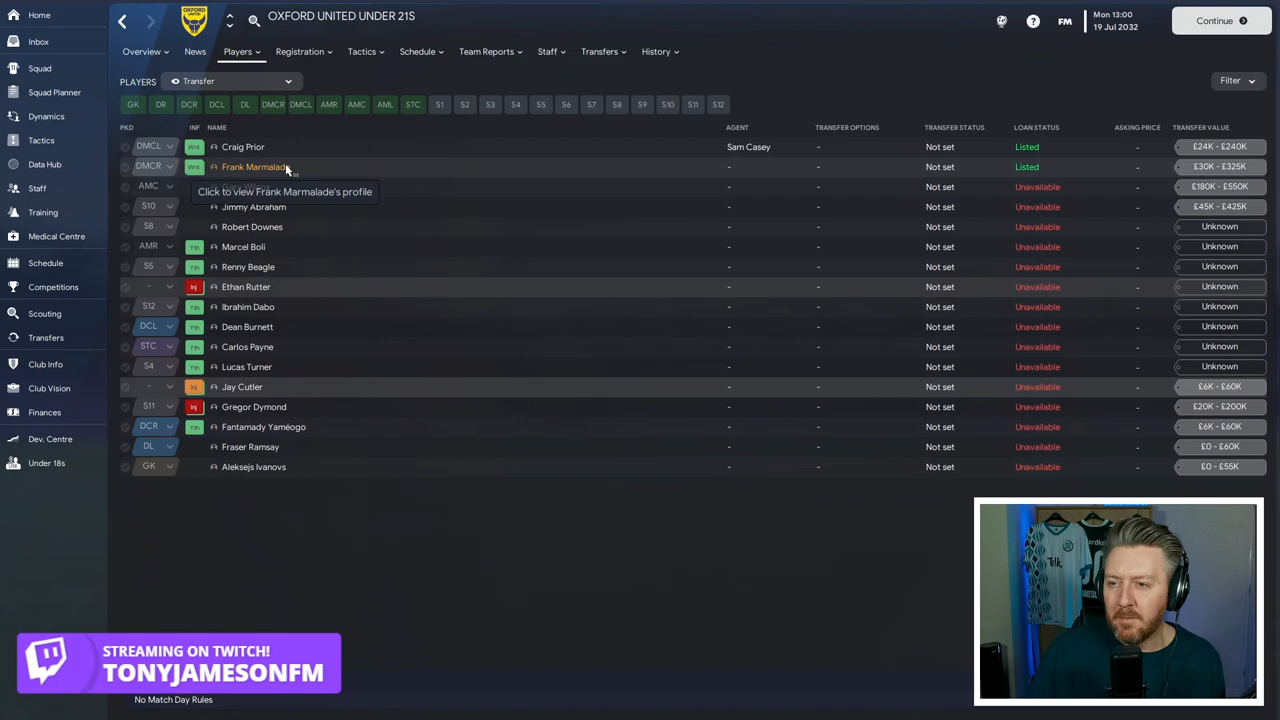 Home
Inbox
Squad
Squad Planner
Dynamics
Tactics
Data Hub
Staff
Training
Medical Centre
Schedule
Competitions
Scouting
Transfers
Club Info
Club Vision
Finances
Dev. Centre
Under 18s
OXFORD UNITED
OXFORD UNITED UNDER 21S
FM
Mon 13:00
19 Jul 2032
Continue
Overview News Players Registration Tactics Schedule Team Reports Staff Transfers History
PLAYERS Transfer Filter
GK DR DCR DCL DL DMCR DMCL AMR AMC AML STC S1 S2 S3 S4 S5 S6 S7 S8 S9 S10 S11 S12
PKD INF NAME AGENT TRANSFER OPTIONS TRANSFER STATUS LOAN STATUS ASKING PRICE TRANSFER VALUE
DMCL Wnt Craig Prior Sam Casey - Not set Listed - £24K - £240K
DMCR Wnt Frank Marmalade - - Not set Listed - £30K - £325K
AMC - - Not set Unavailable - £180K - £550K
Click to view Frank Marmalade's profile
S10 Jimmy Abraham - - Not set Unavailable - £45K - £425K
S8 Robert Downes - - Not set Unavailable - Unknown
AMR Yth Marcel Boli - - Not set Unavailable - Unknown
S5 Yth Renny Beagle - - Not set Unavailable - Unknown
- Inj Ethan Rutter - - Not set Unavailable - Unknown
S12 Yth Ibrahim Dabo - - Not set Unavailable - Unknown
DCL Yth Dean Burnett - - Not set Unavailable - Unknown
STC Yth Carlos Payne - - Not set Unavailable - Unknown
S4 Yth Lucas Turner - - Not set Unavailable - Unknown
- Inj Jay Cutler - - Not set Unavailable - £6K - £60K
S11 Inj Gregor Dymond - - Not set Unavailable - £20K - £200K
DCR Yth Fantamady Yaméogo - - Not set Unavailable - £6K - £60K
DL Fraser Ramsay - - Not set Unavailable - £0 - £60K
GK Aleksejs Ivanovs - - Not set Unavailable - £0 - £55K
STREAMING ON TWITCH!
TONYJAMESONFM
No Match Day Rules